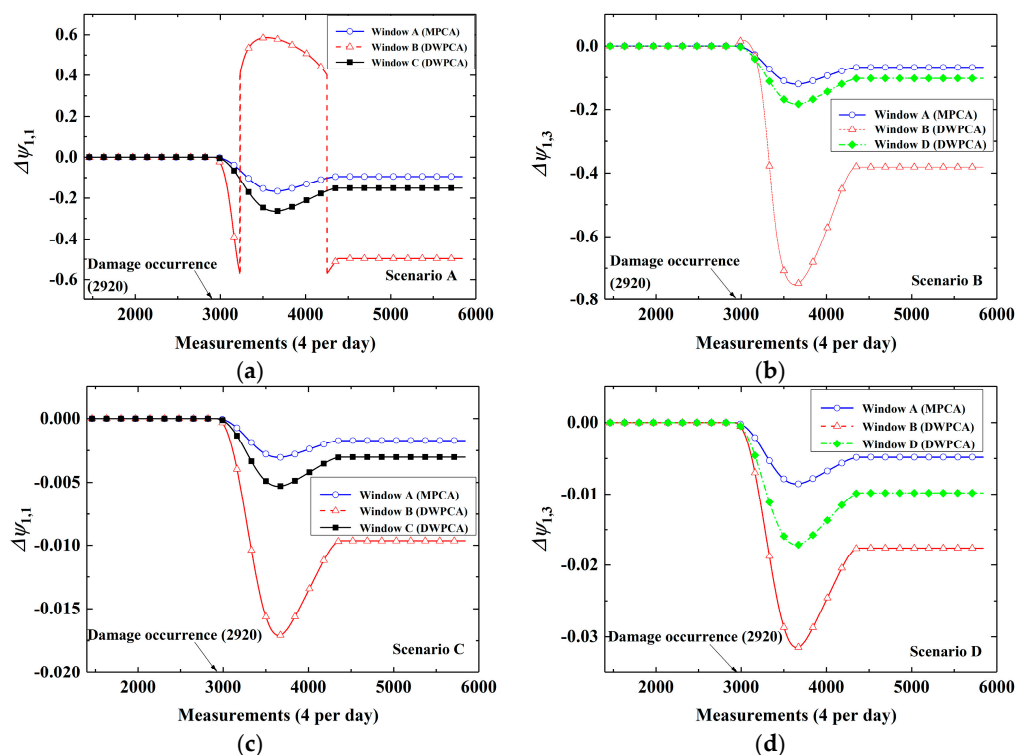 0.6
0.4
0.2
0.0
-0.2
-0.4
-0.6
Δψ1,1
Window A (MPCA)
Window B (DWPCA)
Window C (DWPCA)
Damage occurrence
(2920)
Scenario A
2000 3000 4000 5000 6000
Measurements (4 per day)
(a)
0.0
-0.2
-0.4
-0.6
-0.8
Δψ1,3
Window A (MPCA)
Window B (DWPCA)
Window D (DWPCA)
Damage occurrence
(2920)
Scenario B
2000 3000 4000 5000 6000
Measurements (4 per day)
(b)
0.000
-0.005
-0.010
-0.015
-0.020
Δψ1,1
Window A (MPCA)
Window B (DWPCA)
Window C (DWPCA)
Damage occurrence (2920)
Scenario C
2000 3000 4000 5000 6000
Measurements (4 per day)
(c)
0.00
-0.01
-0.02
-0.03
Δψ1,3
Window A (MPCA)
Window B (DWPCA)
Window D (DWPCA)
Damage occurrence (2920)
Scenario D
2000 3000 4000 5000 6000
Measurements (4 per day)
(d)